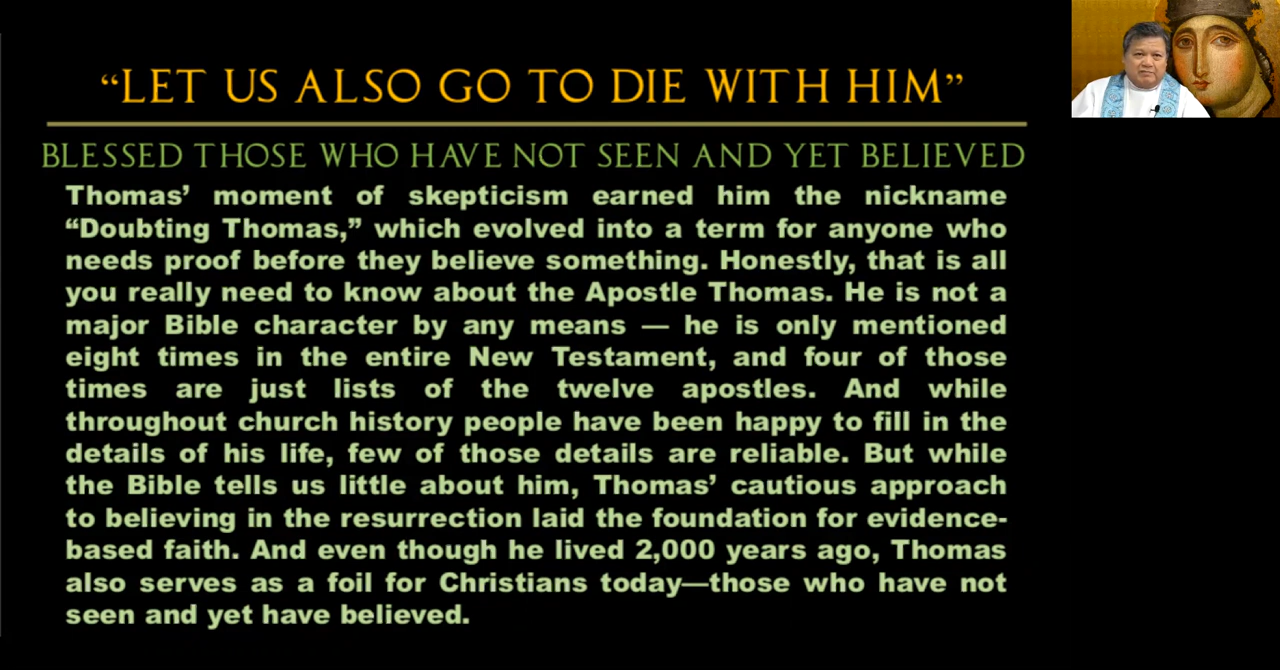 “LET US ALSO GO TO DIE WITH HIM”
BLESSED THOSE WHO HAVE NOT SEEN AND YET BELIEVED
Thomas’ moment of skepticism earned him the nickname
“Doubting Thomas,” which evolved into a term for anyone who
needs proof before they believe something. Honestly, that is all
you really need to know about the Apostle Thomas. He is not a
major Bible character by any means — he is only mentioned
eight times in the entire New Testament, and four of those
times are just lists of the twelve apostles. And while
throughout church history people have been happy to fill in the
details of his life, few of those details are reliable. But while
the Bible tells us little about him, Thomas’ cautious approach
to believing in the resurrection laid the foundation for evidence-
based faith. And even though he lived 2,000 years ago, Thomas
also serves as a foil for Christians today—those who have not
seen and yet have believed.